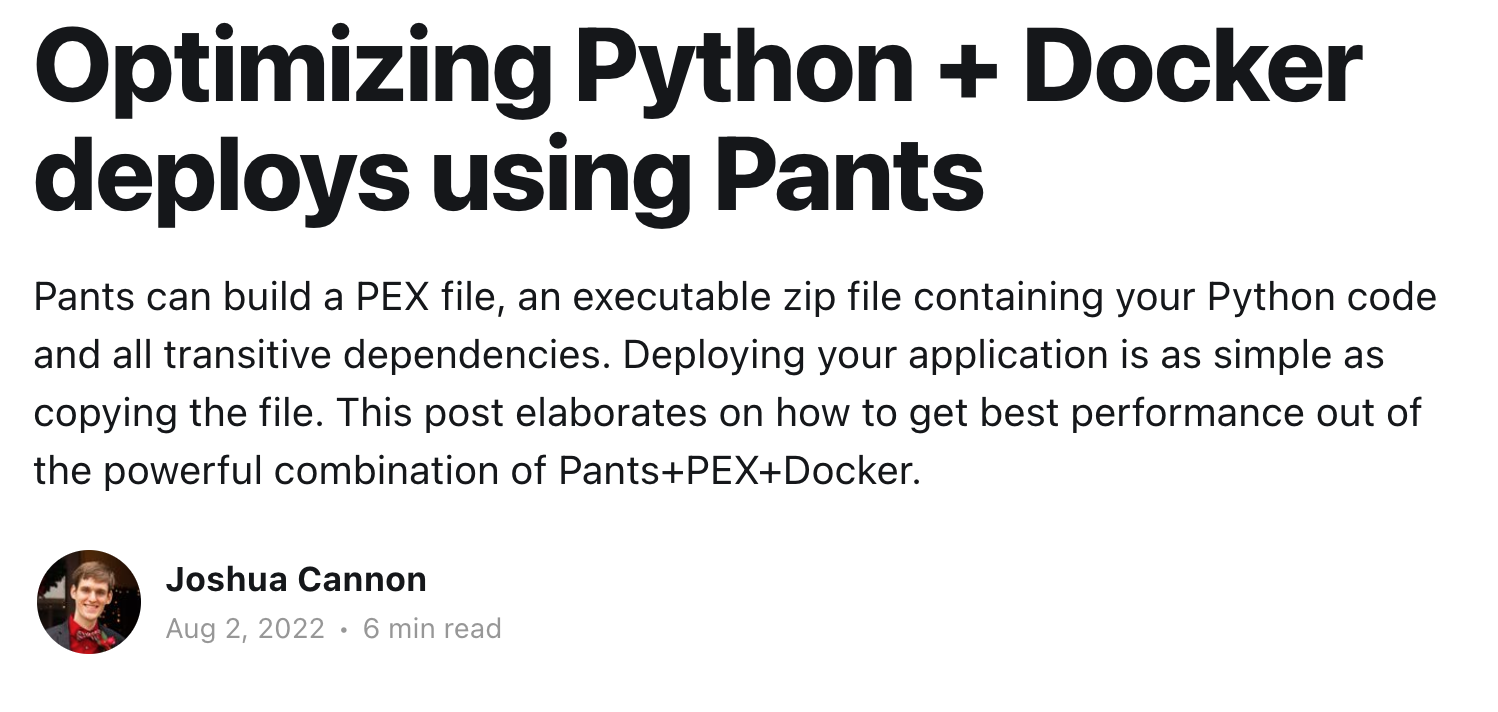 Optimizing Python + Docker
deploys using Pants
Pants can build a PEX file, an executable zip file containing your Python code
and all transitive dependencies. Deploying your application is as simple as
copying the file. This post elaborates on how to get best performance out of
the powerful combination of Pants+PEX+Docker.
Joshua Cannon
Aug 2, 2022 • 6 min read